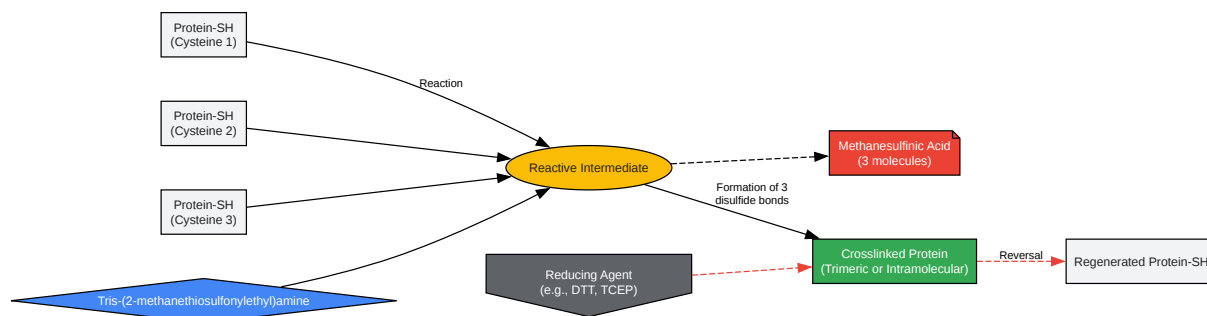 Protein-SH
(Cysteine 1)
Reaction
Protein-SH
(Cysteine 2)
Protein-SH
(Cysteine 3)
Tris-(2-methanethiosulfonylethyl)amine
Reactive Intermediate
Methanesulfinic Acid
(3 molecules)
Formation of 3
disulfide bonds
Reducing Agent
(e.g., DTT, TCEP)
Crosslinked Protein
(Trimeric or Intramolecular)
Reversal
Regenerated Protein-SH